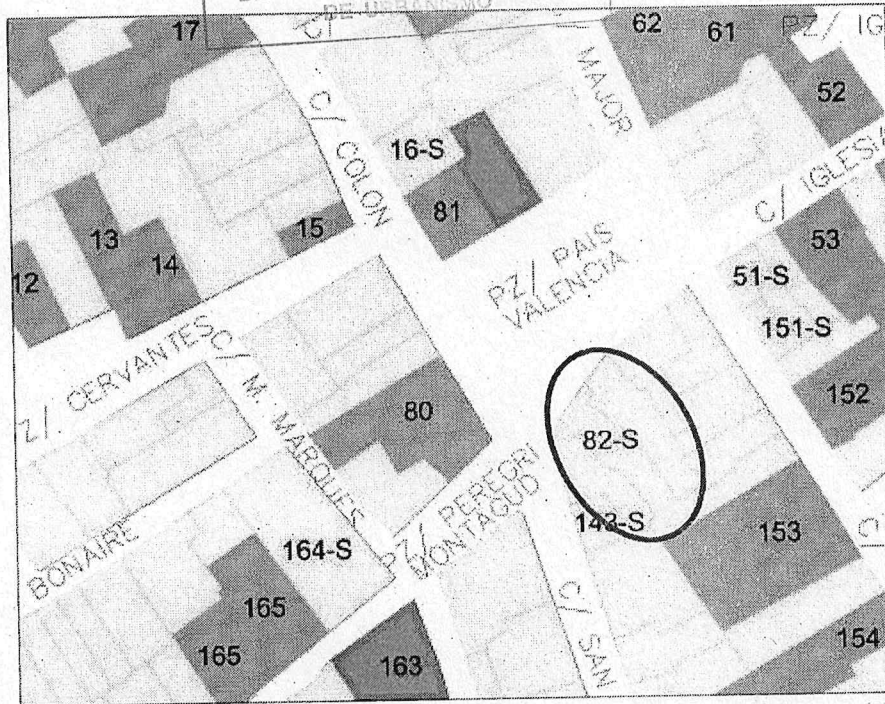 DE URBANISMO
17
C/
62
61
PZ/ IG
MAJOR
52
C/ COLON
16-S
81
C/ IGLESIA
13
15
14
12
PZ/ PAIS
VALENCIA
53
51-S
151-S
Z/. CERVANTES
C/ M. MARQUES
80
152
82-S
PZ/ PEREGRI
MONTAGUD
143-S
153
BONAIRE
164-S
C/ SAN
165
165
163
154